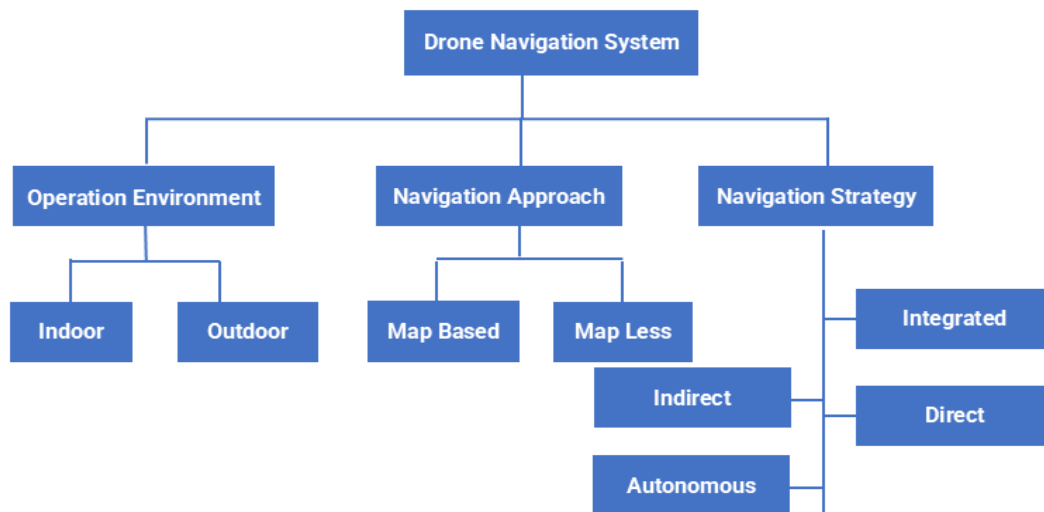 Drone Navigation System
Operation Environment
Navigation Approach
Navigation Strategy
Indoor
Outdoor
Map Based
Map Less
Integrated
Indirect
Direct
Autonomous